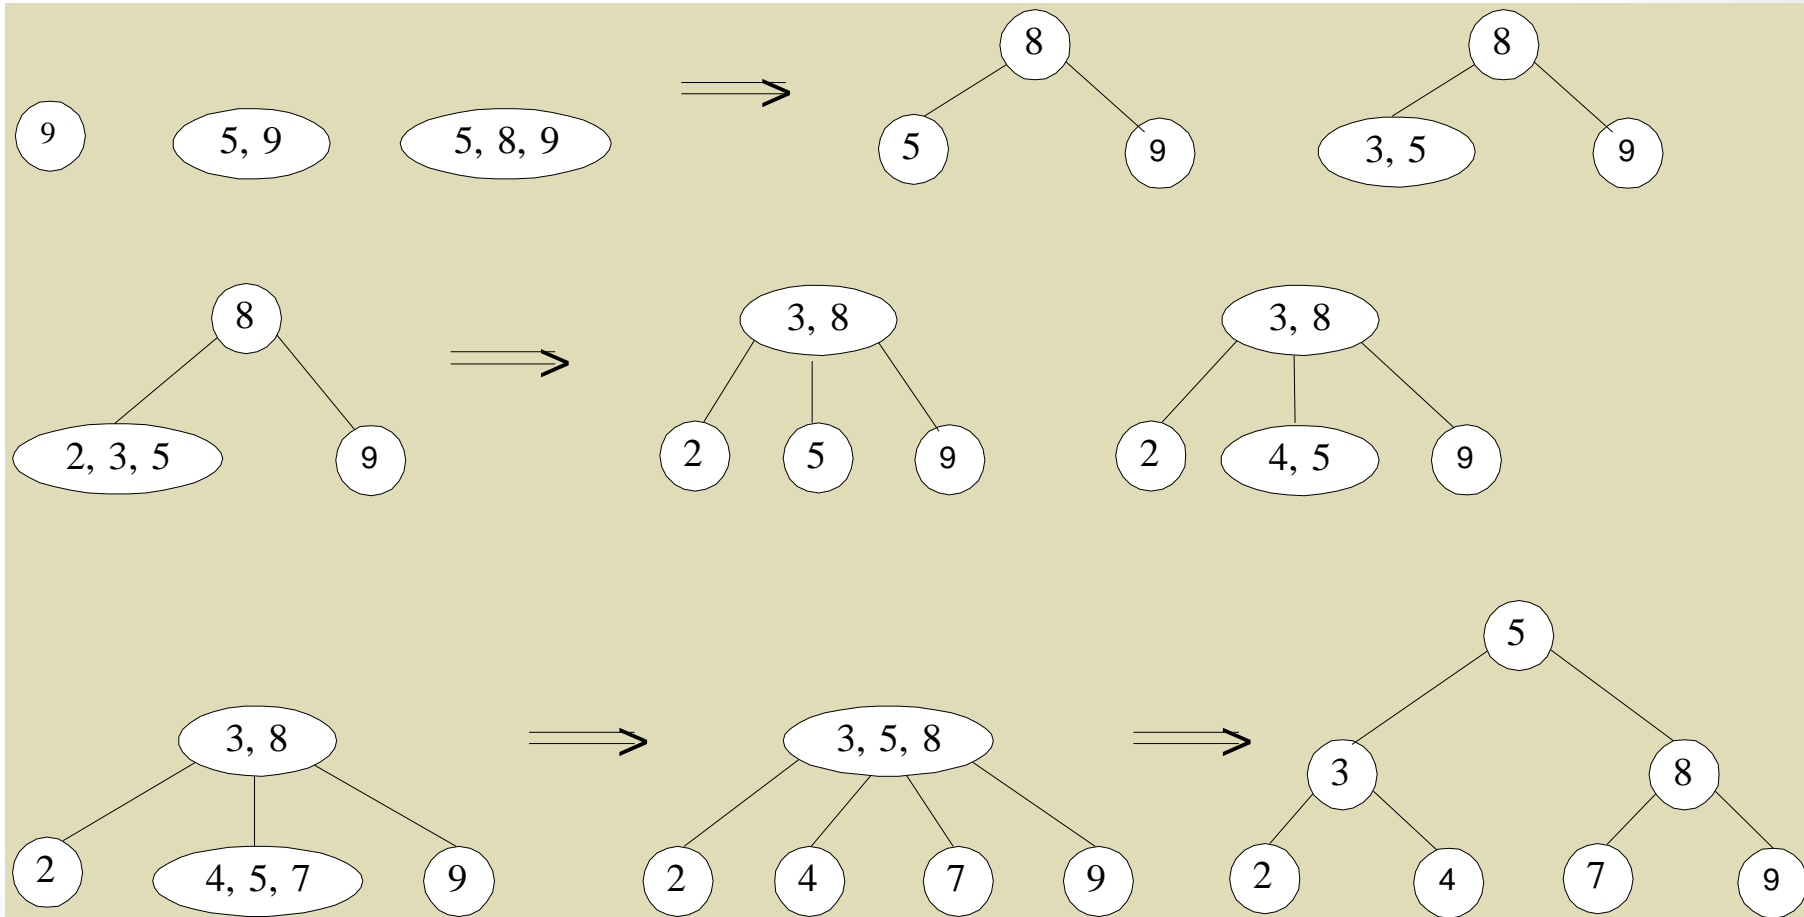 8 8
9 5, 9 5, 8, 9 5 9 3, 5 9
8 3, 8 3, 8
2, 3, 5 9 2 5 9 2 4, 5 9
5
3, 8 3, 5, 8 3 8
2 4, 5, 7 9 2 4 7 9 2 4 7 9